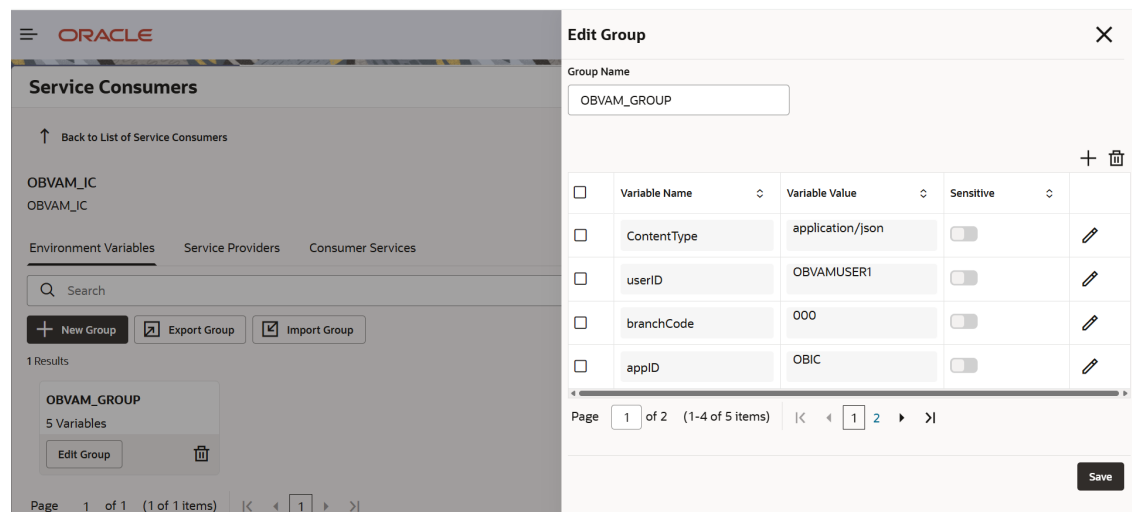 ORACLE
Service Consumers
Back to List of Service Consumers
OBVAM_IC
OBVAM_IC
Environment Variables Service Providers Consumer Services
Search
New Group Export Group Import Group
1 Results
OBVAM_GROUP
5 Variables
Edit Group
Page 1 of 1 (1 of 1 items) 1
Edit Group
Group Name
OBVAM_GROUP
Variable Name Variable Value Sensitive
ContentType application/json
userID OBVAMUSER1
branchCode 000
appID OBIC
Page 1 of 2 (1-4 of 5 items) 1 2
Save